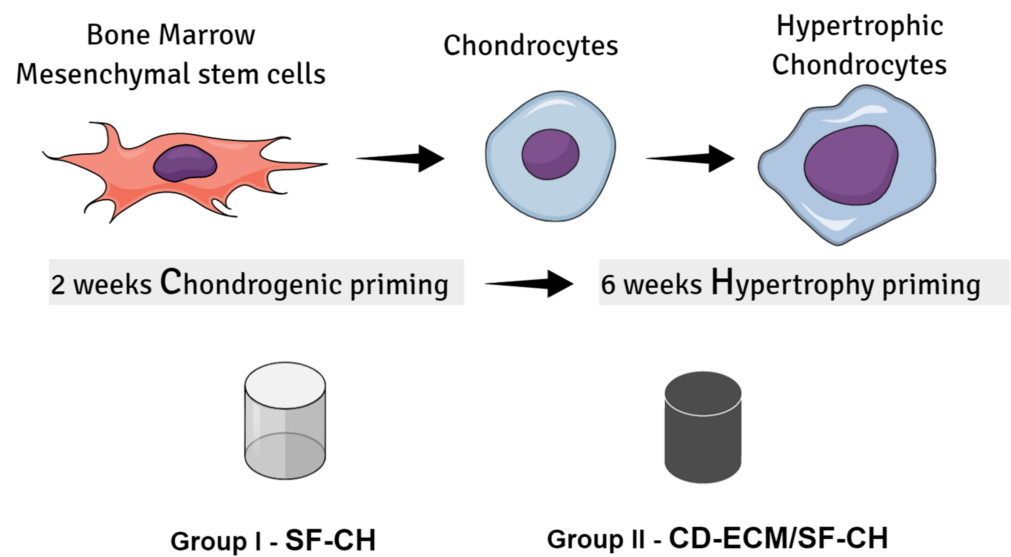 Bone Marrow
Mesenchymal stem cells
Chondrocytes
Hypertrophic
Chondrocytes
2 weeks Chondrogenic priming
6 weeks Hypertrophy priming
Group I - SF-CH
Group II - CD-ECM/SF-CH